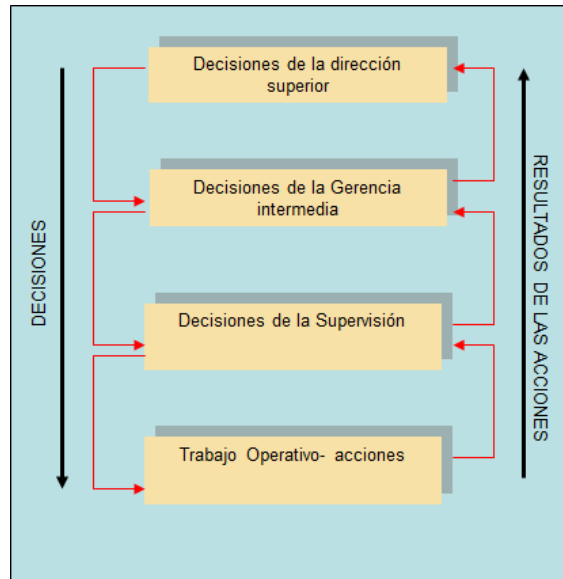 Decisiones de la dirección
superior
Decisiones de la Gerencia
intermedia
Decisiones de la Supervisión
Trabajo Operativo- acciones
DECISIONES
RESULTADOS DE LAS ACCIONES